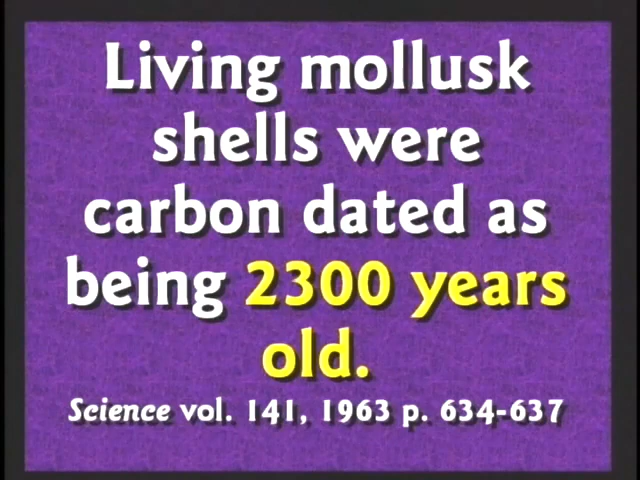 Living mollusk
shells were
carbon dated as
being 2300 years
old.
Science vol. 141, 1963 p. 634-637